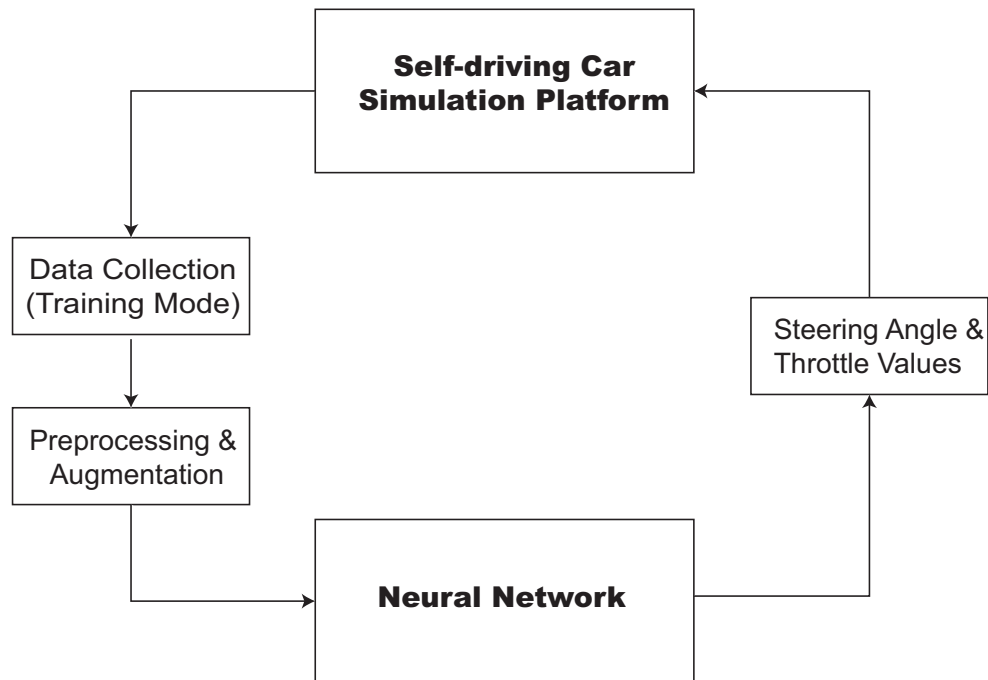 Self-driving Car
Simulation Platform
Data Collection
(Training Mode)
Steering Angle &
Throttle Values
Preprocessing &
Augmentation
Neural Network